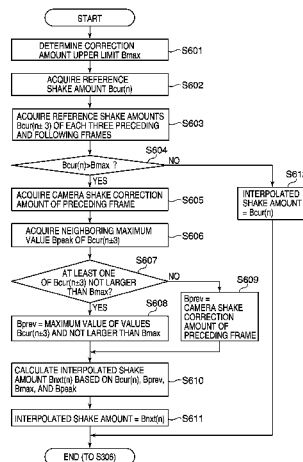 START
DETERMINE CORRECTION
AMOUNT UPPER LIMIT Bmax
S601
ACQUIRE REFERENCE
SHAKE AMOUNT Bcur(n)
S602
ACQUIRE REFERENCE SHAKE AMOUNTS
Bcur(n±3) OF EACH THREE PRECEDING
AND FOLLOWING FRAMES
S603
S604
Bcur(n)>Bmax ?
NO
YES
ACQUIRE CAMERA SHAKE CORRECTION
AMOUNT OF PRECEDING FRAME
S605
INTERPOLATED
SHAKE AMOUNT
= Bcur(n)
ACQUIRE NEIGHBORING MAXIMUM
VALUE Bpeak OF Bcur(n±3)
S606
S607
AT LEAST ONE
OF Bcur(n±3) NOT LARGER
THAN Bmax?
NO
YES
S608
S609
Bprev = MAXIMUM VALUE OF VALUES
Bcur(n±3) AND NOT LARGER THAN Bmax
Bprev =
CAMERA SHAKE
CORRECTION
AMOUNT OF
PRECEDING FRAME
CALCULATE INTERPOLATED SHAKE
AMOUNT Bnxt(n) BASED ON Bcur(n), Bprev,
Bmax, AND Bpeak
S610
INTERPOLATED SHAKE AMOUNT = Bnxt(n)
S611
END (TO S306)